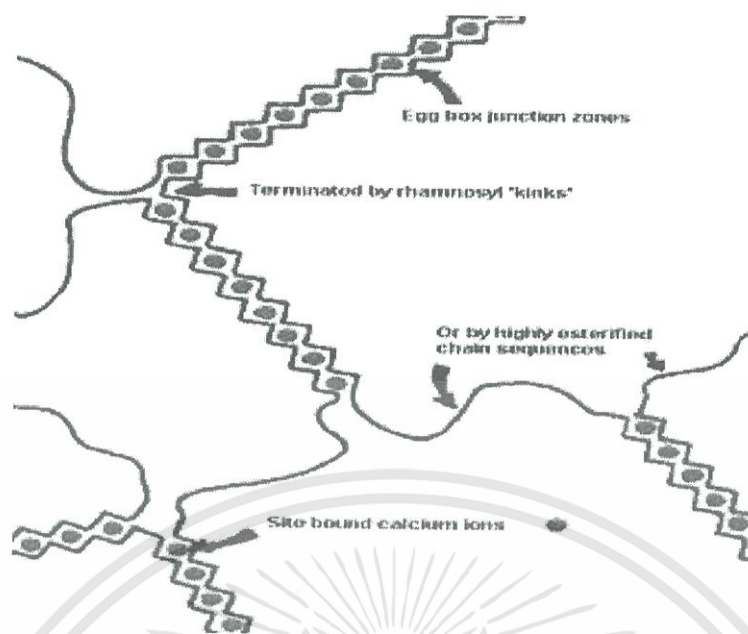 Egg box junction zones
Terminated by rhamnosyl "kinks"
Or by highly esterified
chain sequences
Site bound calcium ions